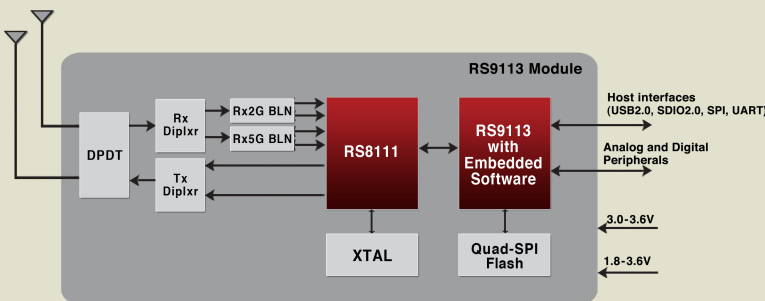 RS9113 Module
Host interfaces
(USB2.0, SDIO2.0, SPI, UART)
Rx
Diplxr
Rx2G BLN
Rx5G BLN
DPDT
RS8111
RS9113
with
Embedded
Software
Analog and Digital
Peripherals
Tx
Diplxr
3.0-3.6V
XTAL
Quad-SPI
Flash
1.8-3.6V